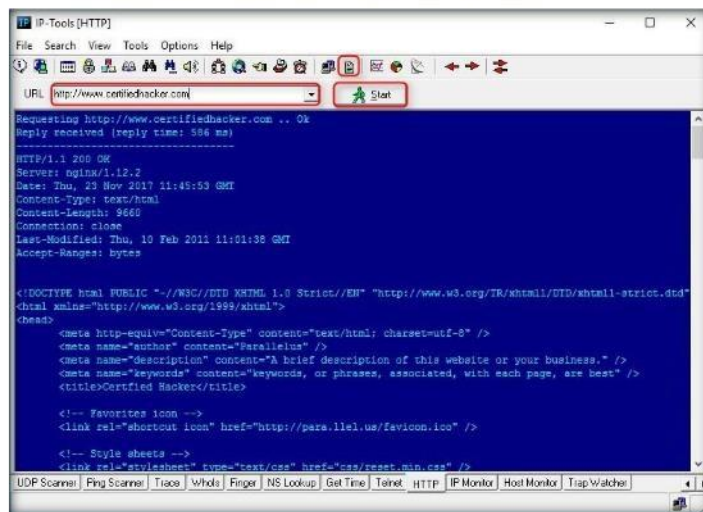 IP-Tools [HTTP]
File Search View Tools Options Help
URL http://www.certifiedhacker.com Start
Requesting http://www.certifiedhacker.com .. Ok
Reply received (reply time: 586 ms)
----------------------------------
HTTP/1.1 200 OK
Server: nginx/1.12.2
Date: Thu, 23 Nov 2017 11:45:53 GMT
Content-Type: text/html
Content-Length: 9660
Connection: close
Last-Modified: Thu, 10 Feb 2011 11:01:38 GMT
Accept-Ranges: bytes
<!DOCTYPE html PUBLIC "-//W3C//DTD XHTML 1.0 Strict//EN" "http://www.w3.org/TR/xhtml1/DTD/xhtml1-strict.dtd"
<html xmlns="http://www.w3.org/1999/xhtml">
<head>
<meta http-equiv="Content-Type" content="text/html; charset=utf-8" />
<meta name="author" content="Parallelus" />
<meta name="description" content="A brief description of this website or your business." />
<meta name="keywords" content="keywords, or phrases, associated, with each page, are best" />
<title>Certfied Hacker</title>
<!-- Favorites icon -->
<link rel="shortcut icon" href="http://para.llel.us/favicon.ico" />
<!-- Style sheets -->
<link rel="stylesheet" type="text/css" href="css/reset.min.css" />
UDP Scanner Ping Scanner Trace WhoIs Finger NS Lookup Get Time Telnet HTTP IP Monitor Host Monitor Trap Watcher